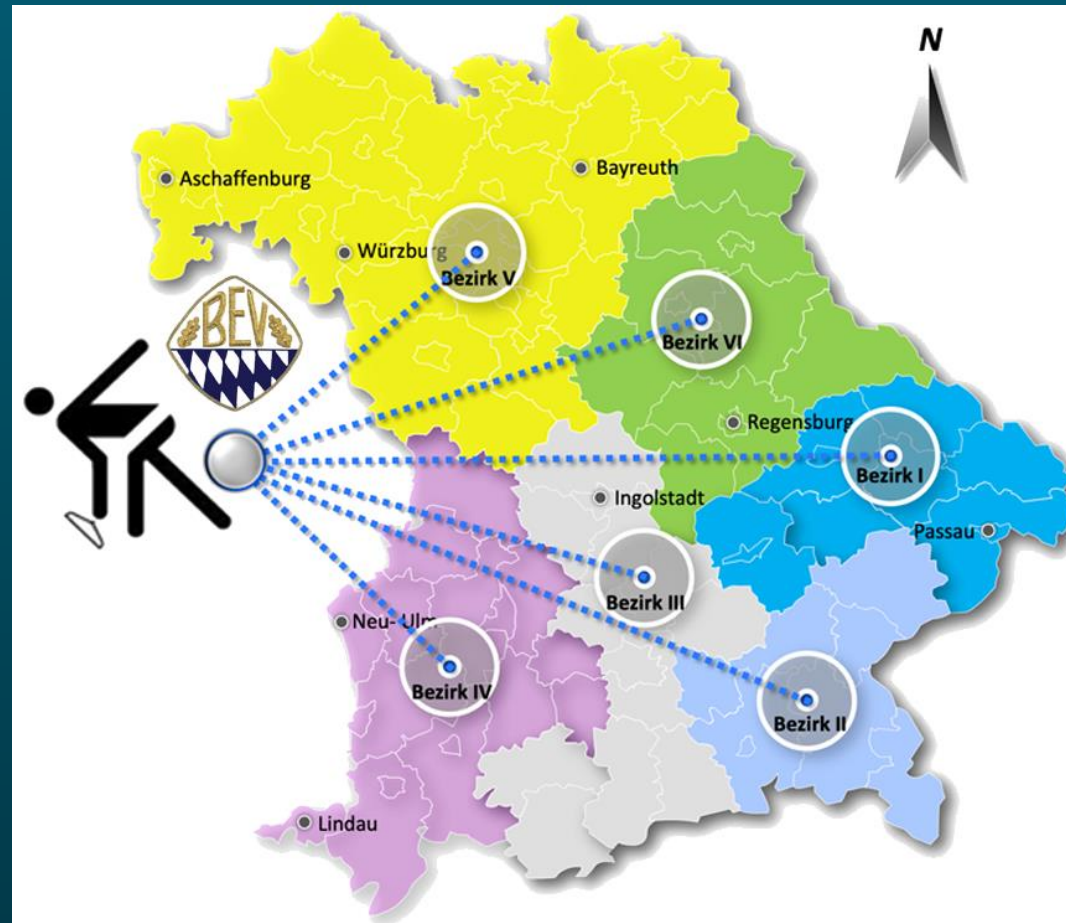 N
Aschaffenburg
Bayreuth
Würzburg
Bezirk V
BEV
Bezirk VI
Regensburg
Bezirk I
Ingolstadt
Passau
Bezirk III
Neu- Ulm
Bezirk IV
Bezirk II
Lindau